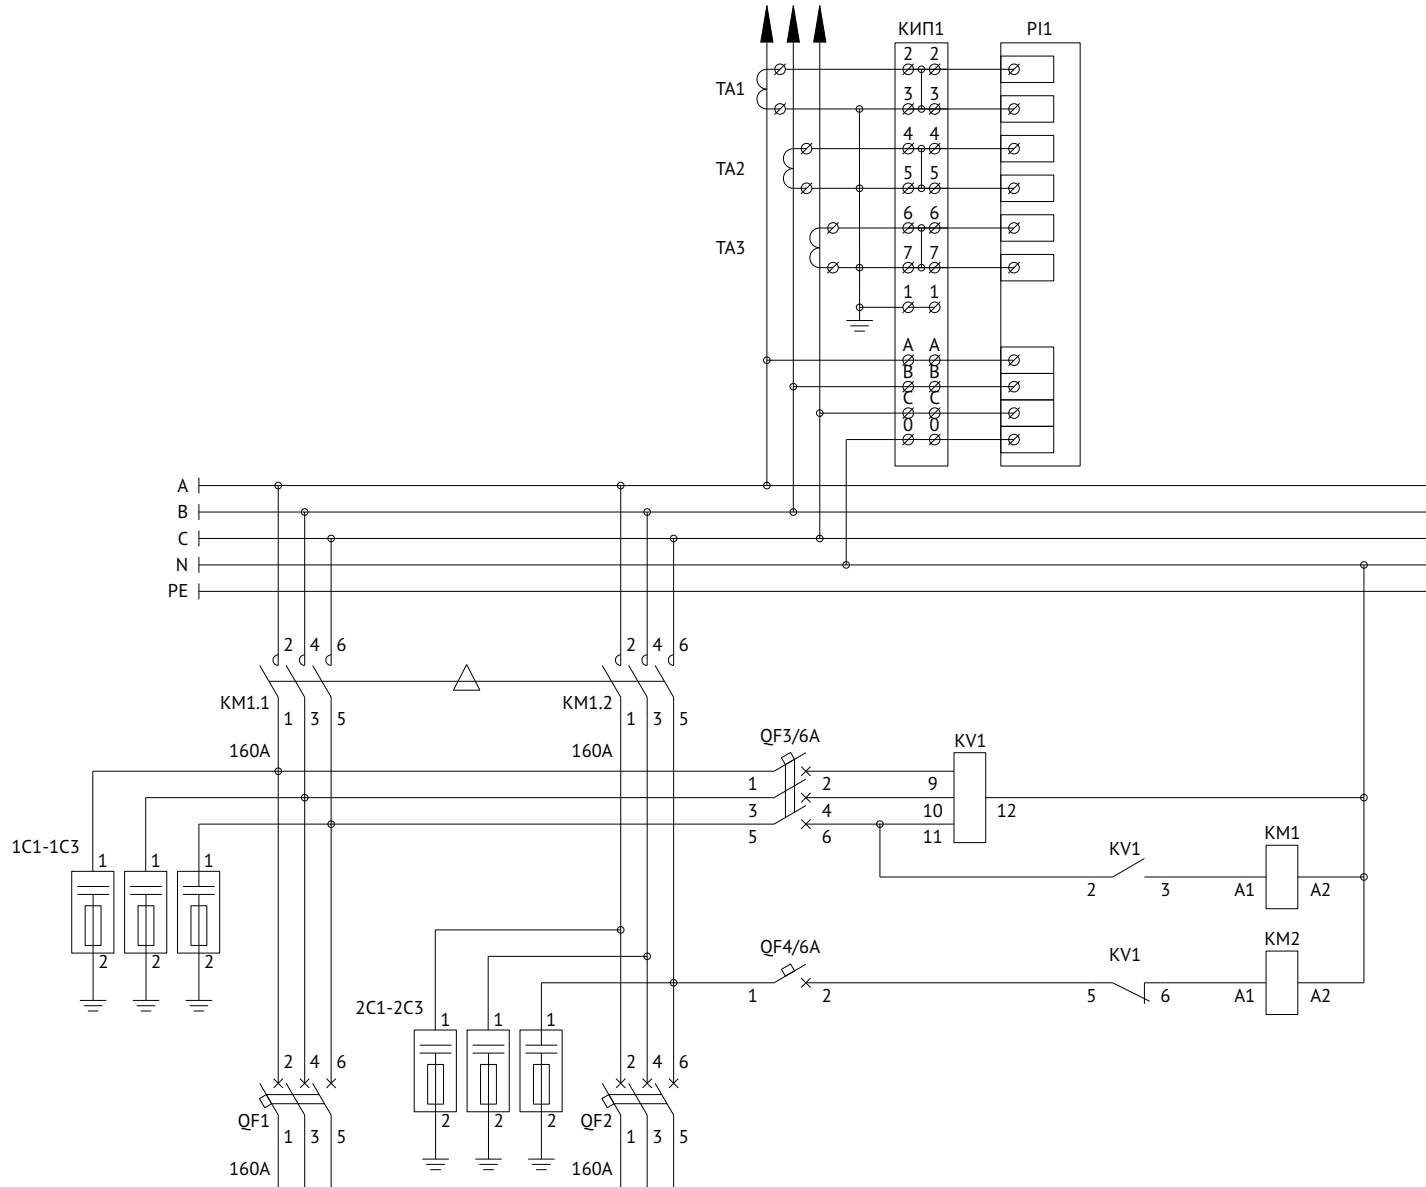 КИП1 PI1
2 2
TA1
3 3
4 4
TA2
5 5
6 6
TA3
7 7
1 1
A A
B B
C C
0 0
A
B
C
N
PE
2 4 6
2 4 6
KM1.1
KM1.2
1 3 5
1 3 5
160A
160A
QF3/6A
KV1
1 2 9
3 4 10 12
5 6 11
1C1-1C3
1 1 1
KV1
KM1
2 3 A1 A2
2 2 2
QF4/6A
KV1
KM2
1 2 5 6 A1 A2
2C1-2C3
1 1 1
2 4 6
2 4 6
QF1
2 2 2
QF2
1 3 5
1 3 5
160A
160A